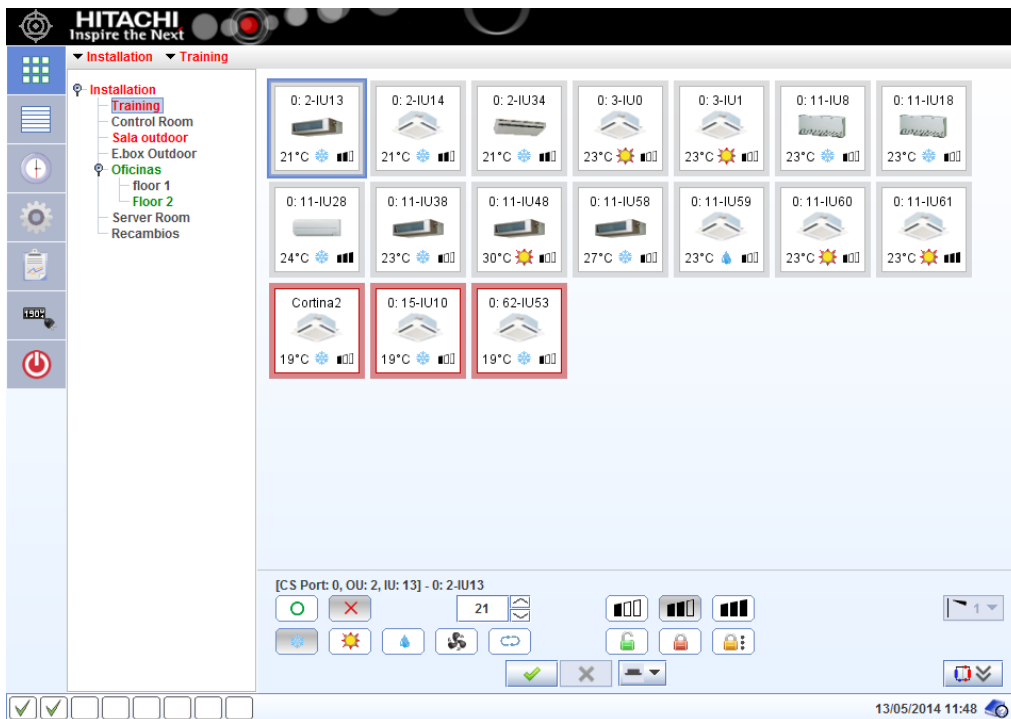 HITACHI
Inspire the Next
Installation Training
Installation
Training
Control Room
Sala outdoor
E.box Outdoor
Oficinas
floor 1
Floor 2
Server Room
Recambios
0: 2-IU13 0: 2-IU14 0: 2-IU34 0: 3-IU0 0: 3-IU1 0: 11-IU8 0: 11-IU18
21°C 21°C 21°C 23°C 23°C 23°C 23°C
0: 11-IU28 0: 11-IU38 0: 11-IU48 0: 11-IU58 0: 11-IU59 0: 11-IU60 0: 11-IU61
24°C 23°C 30°C 27°C 23°C 23°C 23°C
Cortina2 0: 15-IU10 0: 62-IU53
19°C 19°C 19°C
[CS Port: 0, OU: 2, IU: 13] - 0: 2-IU13
21
1
13/05/2014 11:48